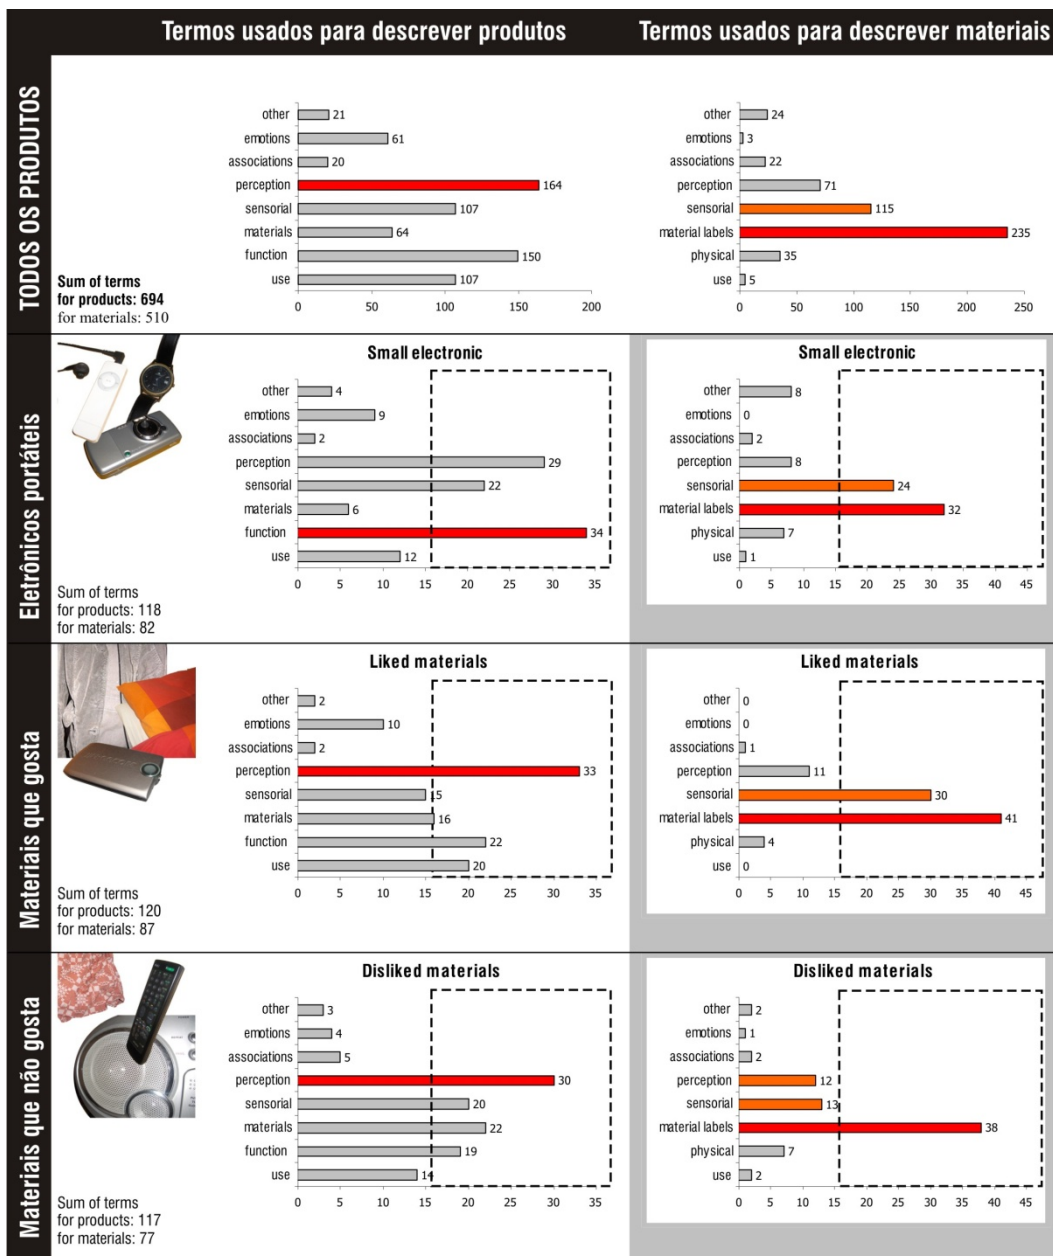 Termos usados para descrever produtos
Termos usados para descrever materiais
TODOS OS PRODUTOS
Sum of terms
for products: 694
for materials: 510
other 21
emotions 61
associations 20
perception 164
sensorial 107
materials 64
function 150
use 107
0 50 100 150 200
other 24
emotions 3
associations 22
perception 71
sensorial 115
material labels 235
physical 35
use 5
0 50 100 150 200 250
Eletrônicos portáteis
Sum of terms
for products: 118
for materials: 82
Small electronic
other 4
emotions 9
associations 2
perception 29
sensorial 22
materials 6
function 34
use 12
0 5 10 15 20 25 30 35
Small electronic
other 8
emotions 0
associations 2
perception 8
sensorial 24
material labels 32
physical 7
use 1
0 5 10 15 20 25 30 35 40 45
Materiais que gosta
Sum of terms
for products: 120
for materials: 87
Liked materials
other 2
emotions 10
associations 2
perception 33
sensorial 15
materials 16
function 22
use 20
0 5 10 15 20 25 30 35
Liked materials
other 0
emotions 0
associations 1
perception 11
sensorial 30
material labels 41
physical 4
use 0
0 5 10 15 20 25 30 35 40 45
Materiais que não gosta
Sum of terms
for products: 117
for materials: 77
Disliked materials
other 3
emotions 4
associations 5
perception 30
sensorial 20
materials 22
function 19
use 14
0 5 10 15 20 25 30 35
Disliked materials
other 2
emotions 1
associations 2
perception 12
sensorial 13
material labels 38
physical 7
use 2
0 5 10 15 20 25 30 35 40 45